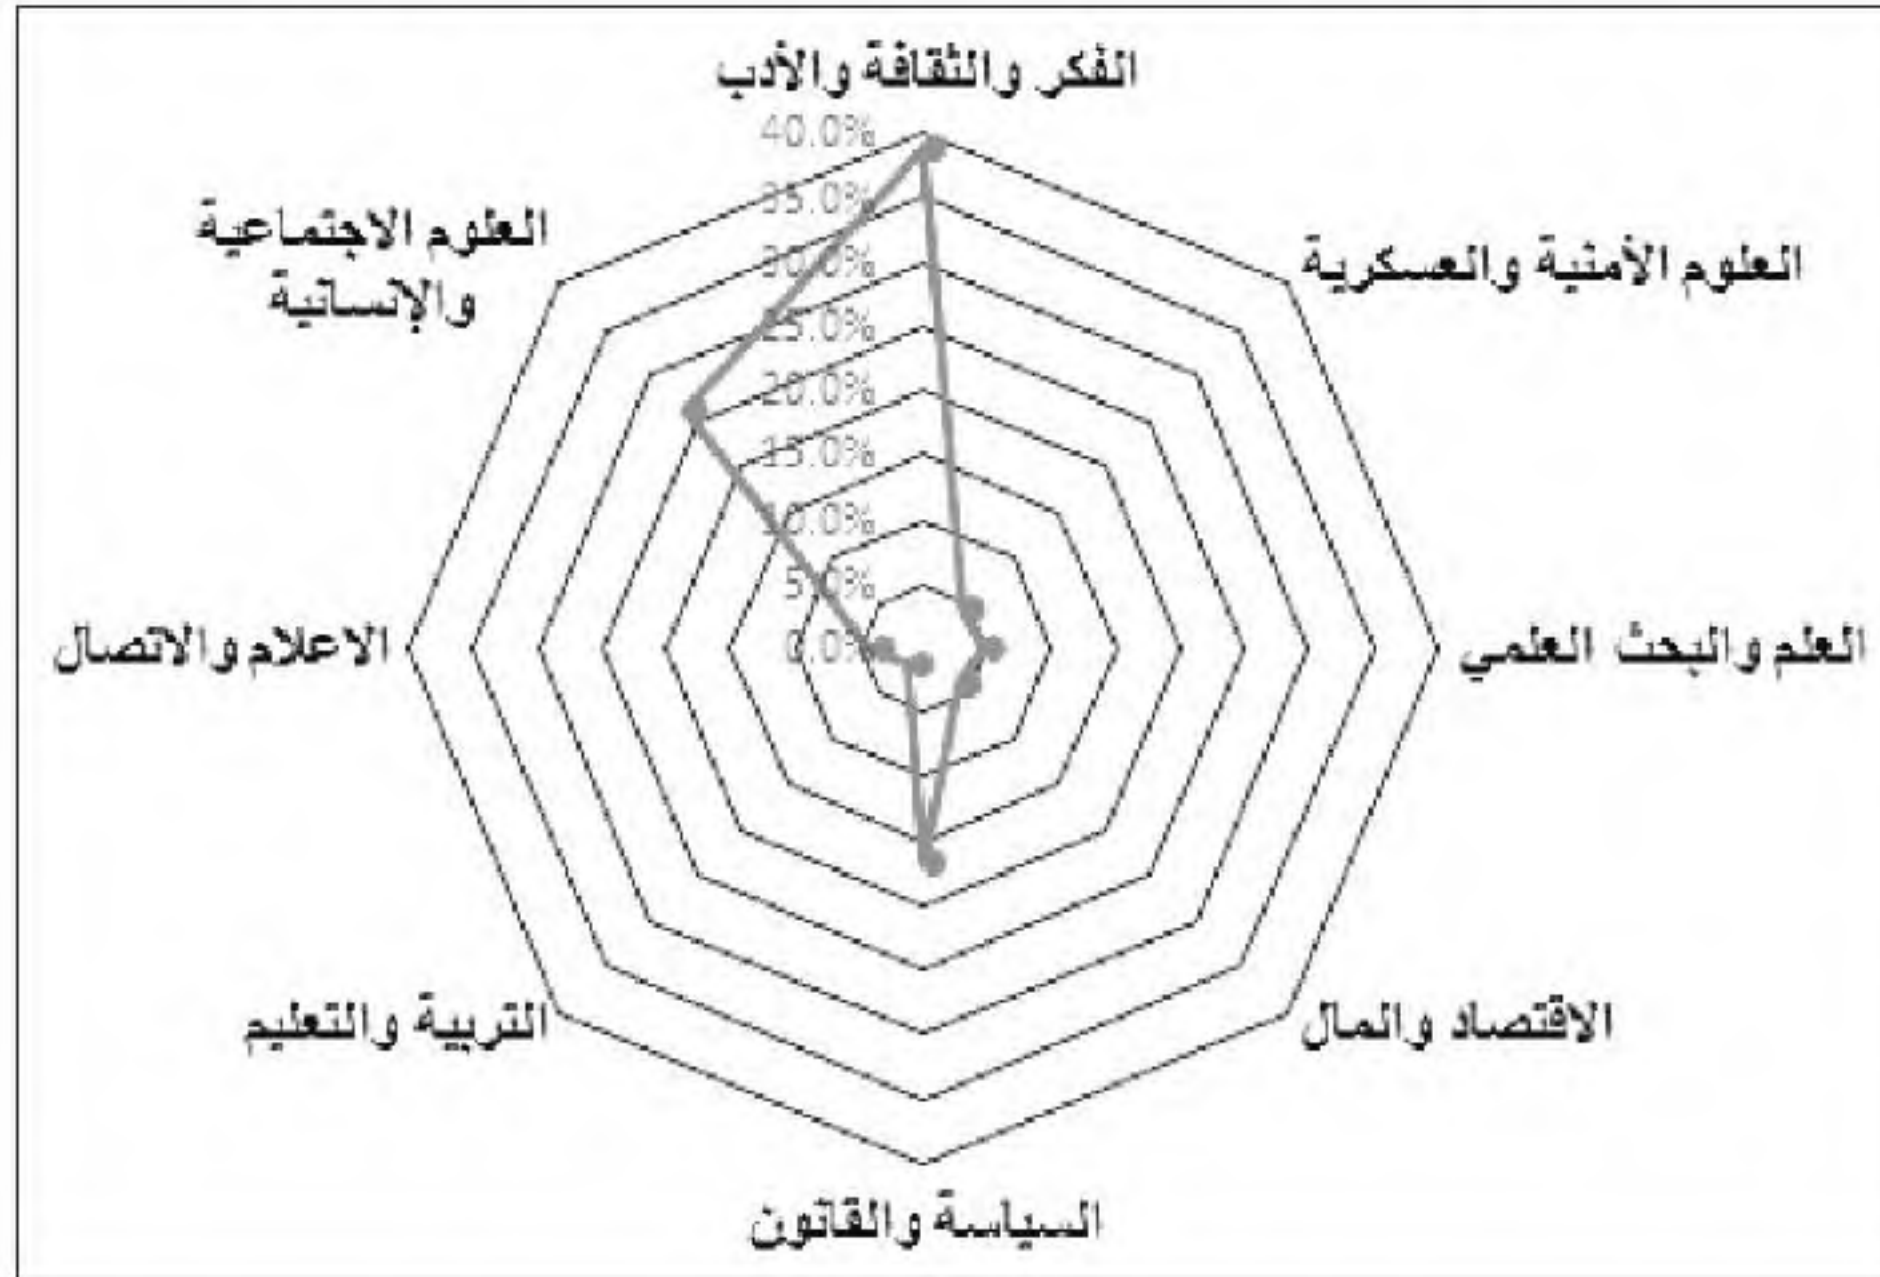 الفكر والثقافة والأدب
40.0%
35.0%
30.0%
25.0%
20.0%
15.0%
10.0%
5.0%
0.0%
العلوم الأمنية والعسكرية
العلم والبحث العلمي
الاقتصاد والمال
السياسة والقانون
التربية والتعليم
الاعلام والاتصال
العلوم الاجتماعية
والإنسانية